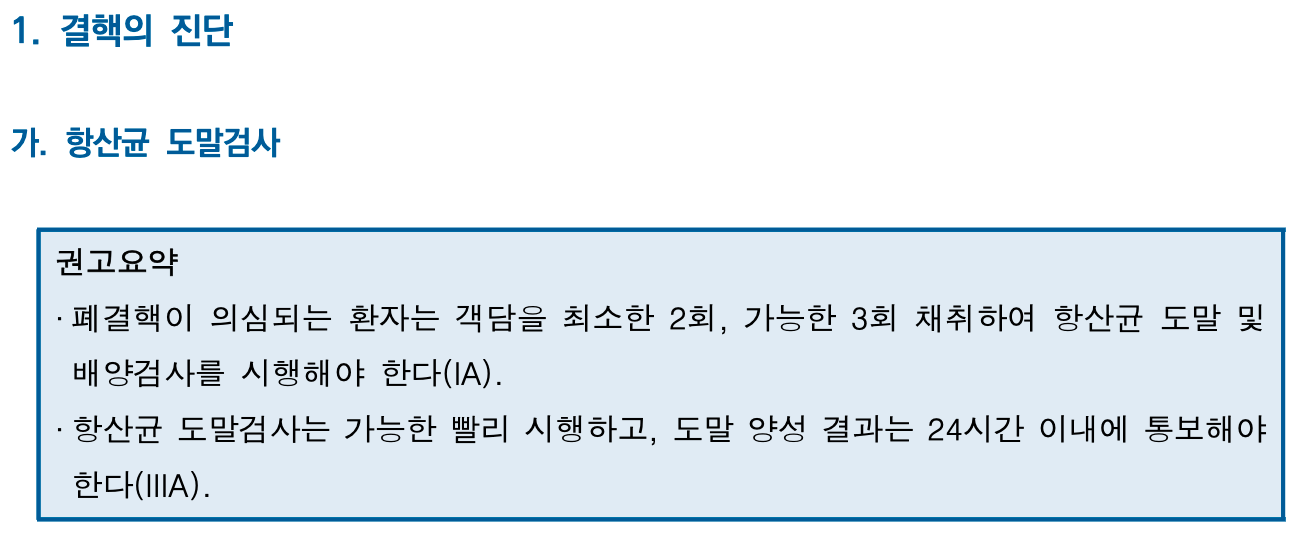 1. 결핵의 진단
가. 항산균 도말검사
권고요약
· 폐결핵이 의심되는 환자는 객담을 최소한 2회, 가능한 3회 채취하여 항산균 도말 및
배양검사를 시행해야 한다(IA).
· 항산균 도말검사는 가능한 빨리 시행하고, 도말 양성 결과는 24시간 이내에 통보해야
한다(IIIA).